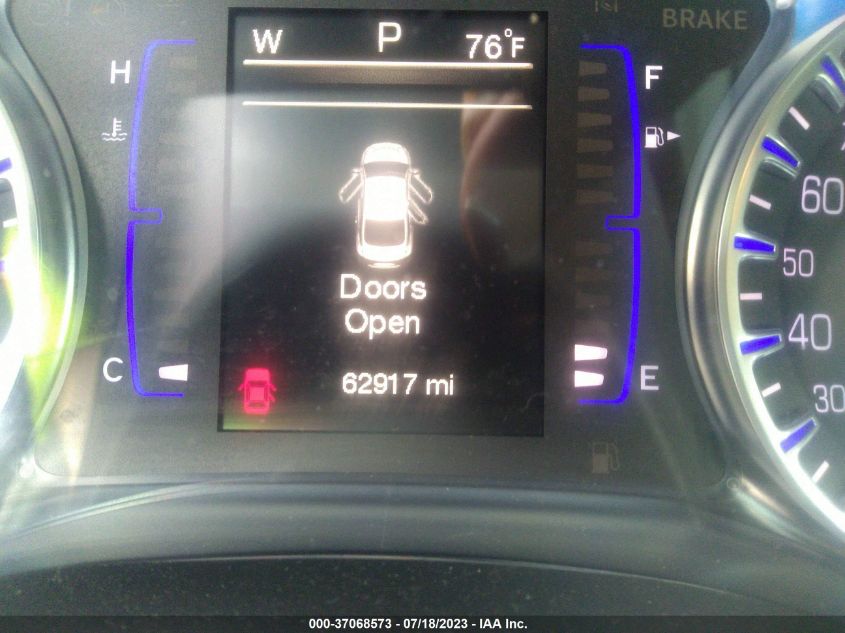 BRAKE
W P 76°F
H
F
60
50
Doors
Open
40
C
62917 mi
E
30
000-37068573 - 07/18/2023 - IAA Inc.